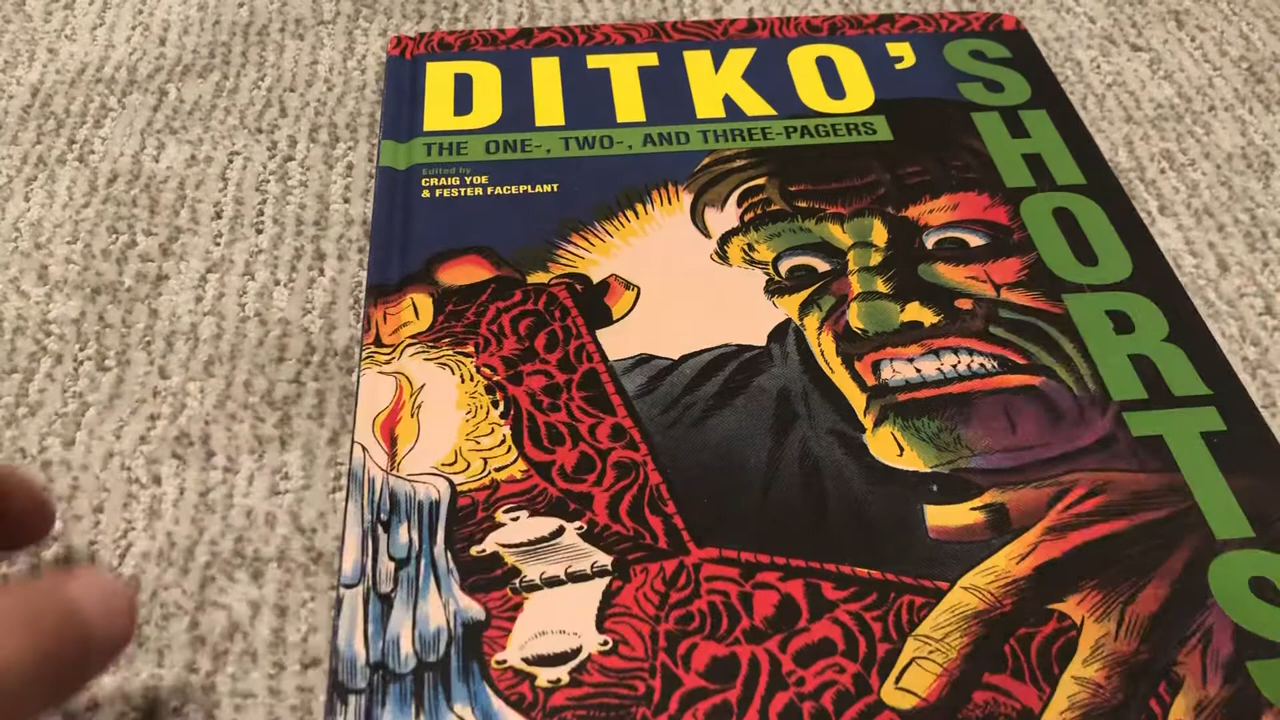 DITKO'S
SHORTS
THE ONE-, TWO-, AND THREE-PAGERS
Edited by
CRAIG YOE
& FESTER FACEPLANT